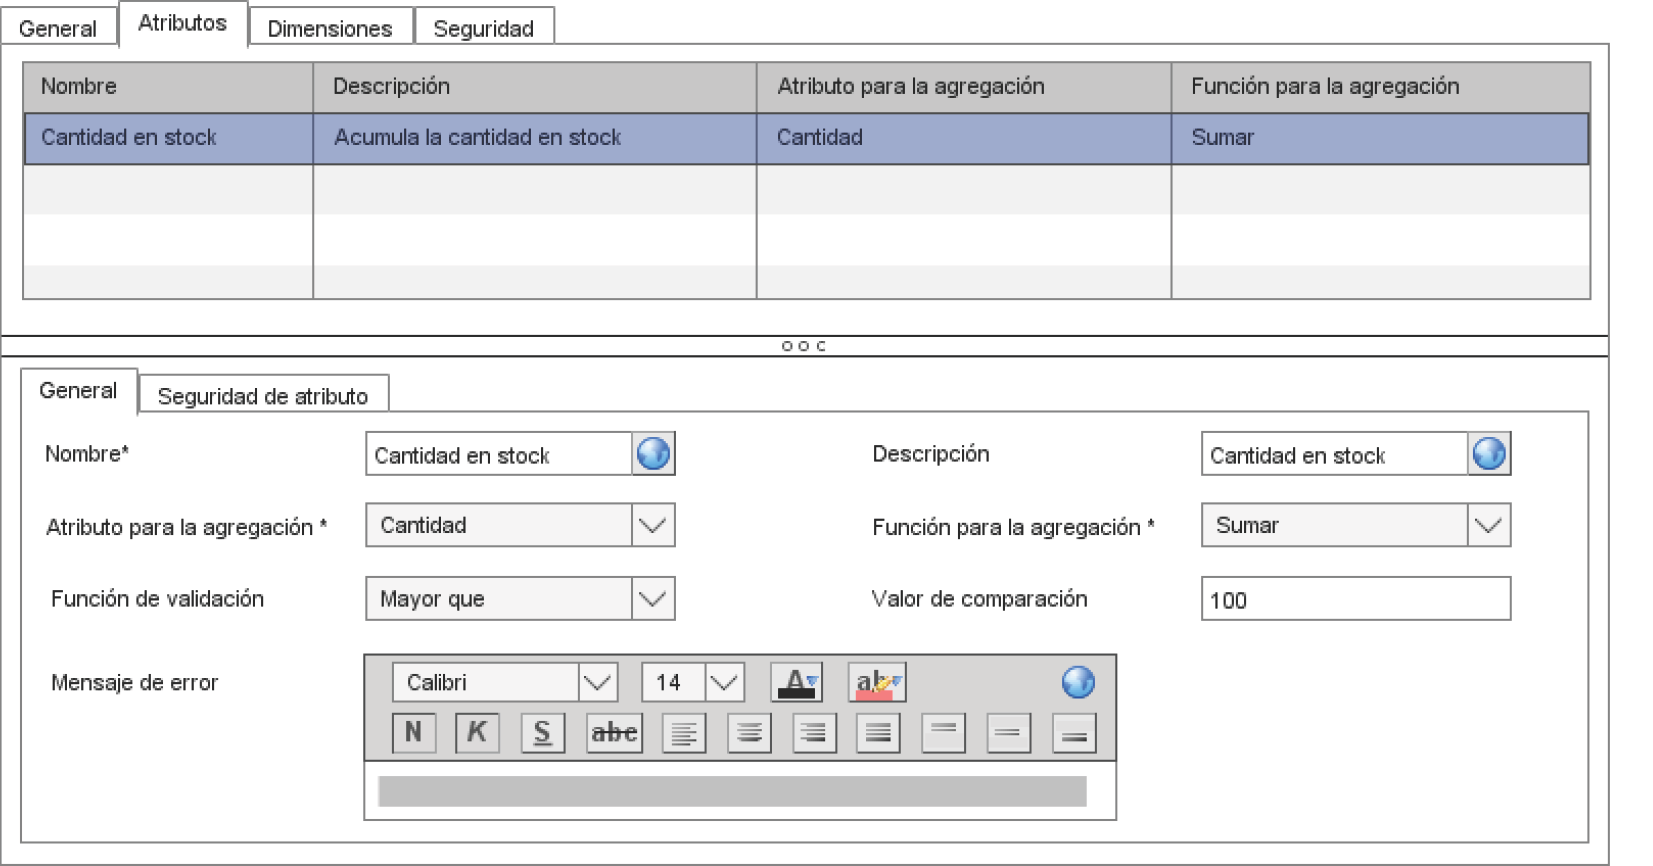 General Atributos Dimensiones Seguridad
Nombre Descripción Atributo para la agregación Función para la agregación
Cantidad en stock Acumula la cantidad en stock Cantidad Sumar
General Seguridad de atributo
Nombre* Cantidad en stock Descripción Cantidad en stock
Atributo para la agregación * Cantidad Función para la agregación * Sumar
Función de validación Mayor que Valor de comparación 100
Mensaje de error Calibri 14 A ab
N K S abc